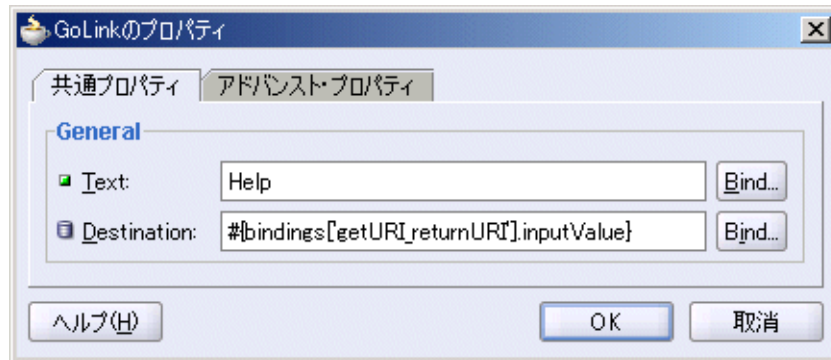 GoLinkのプロパティ
共通プロパティ アドバンスト・プロパティ
General
Text: Help Bind...
Destination: #{bindings['getURI_returnURI'].inputValue} Bind...
ヘルプ(H) OK 取消